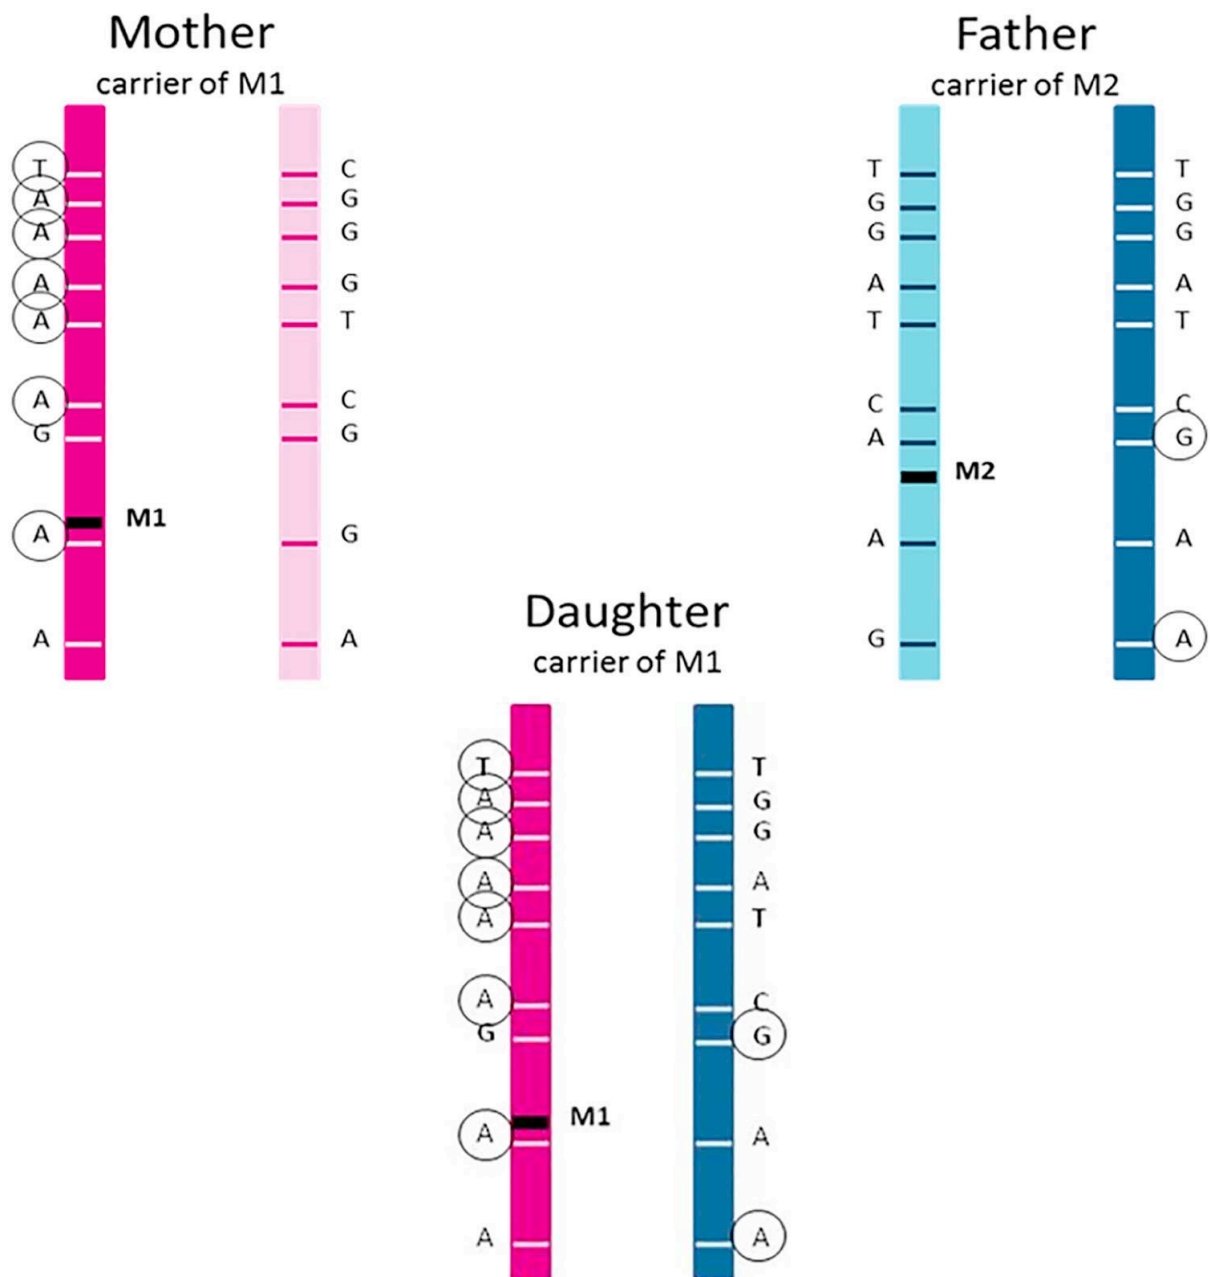 Mother
carrier of M1
Father
carrier of M2
T C T T
A G G G
A G G G
A G A A
A T T T
A C C C
G G A G
M2
M1
A G A A
A A G A
Daughter
carrier of M1
T T
A G
A G
A A
A T
A C
G G
M1
A A
A A